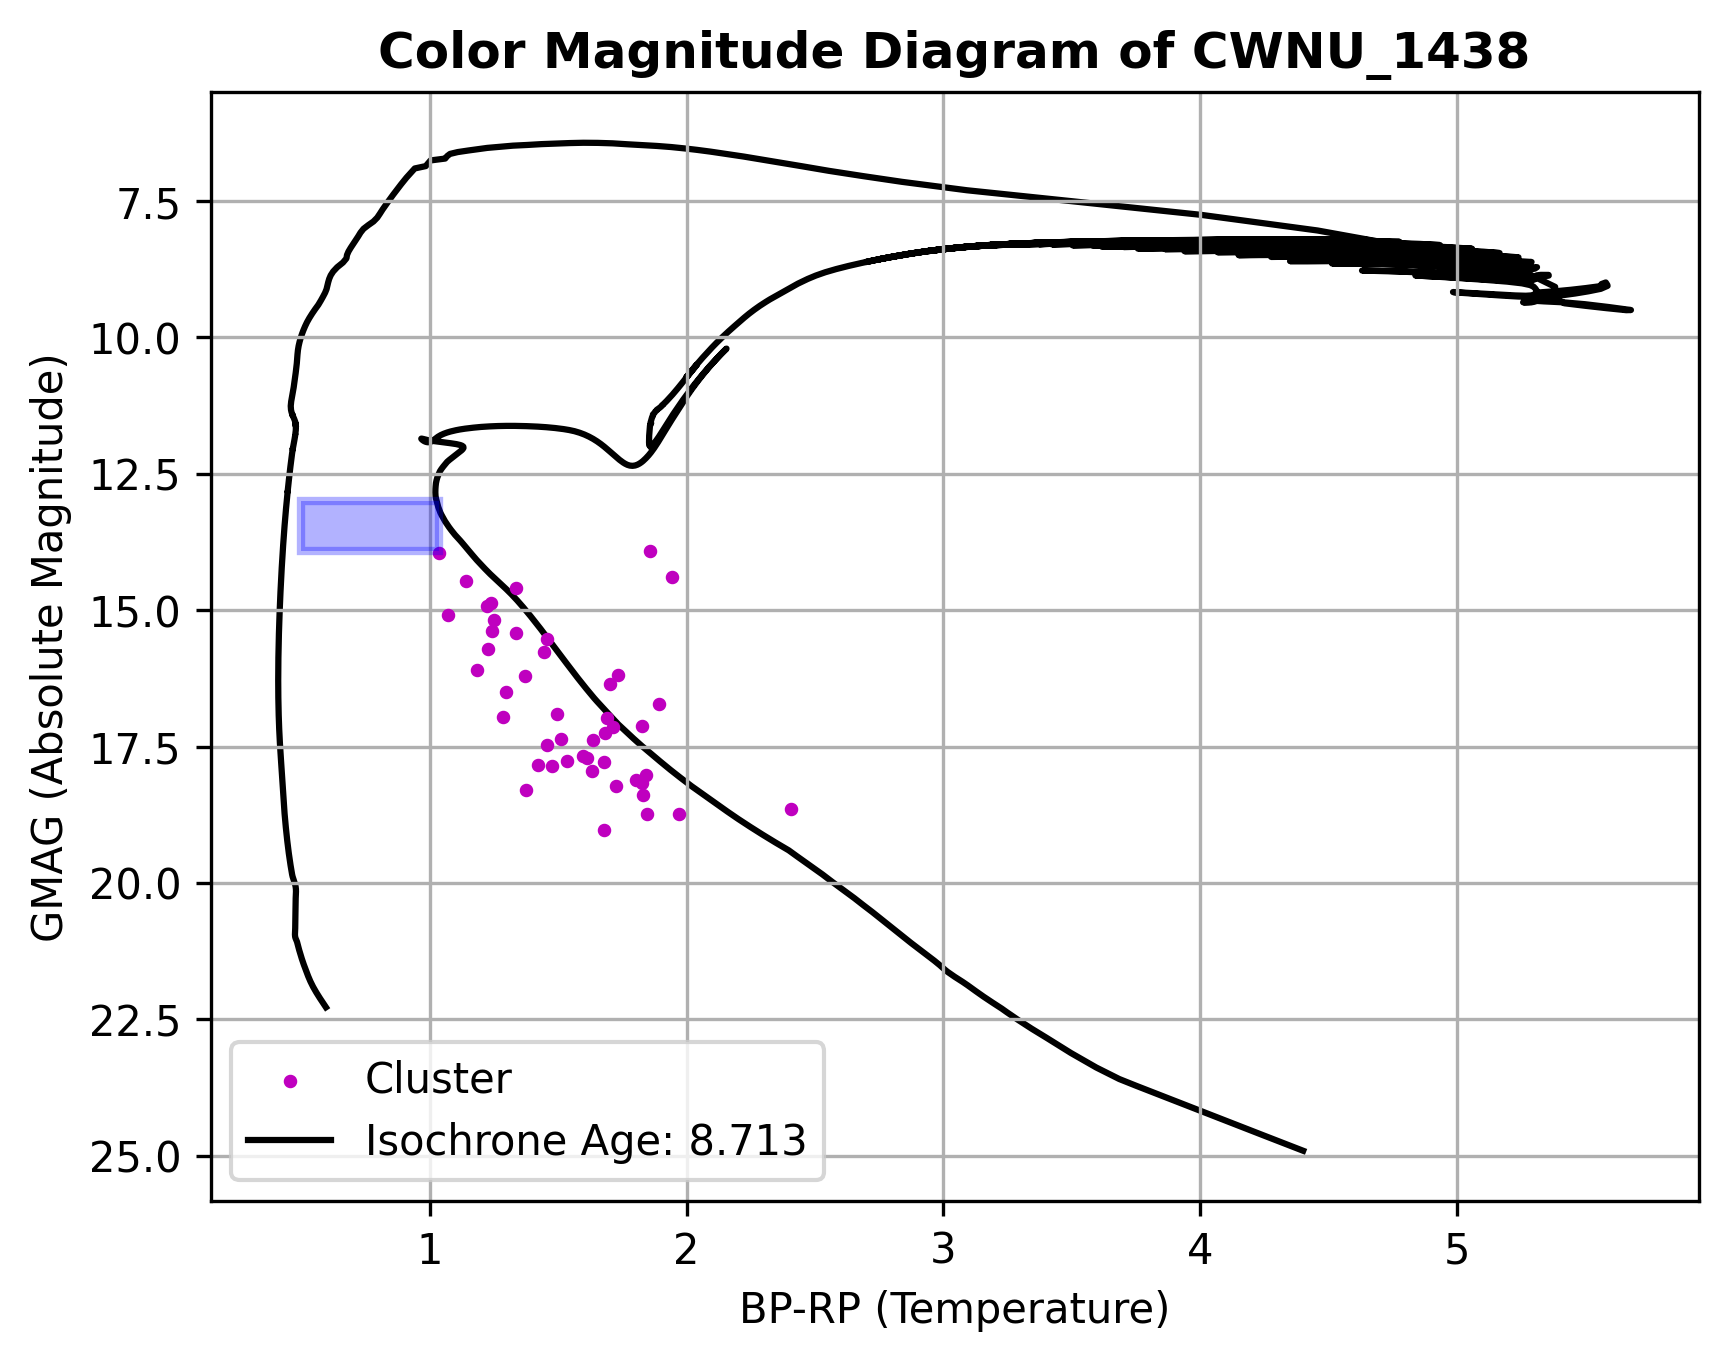 Color Magnitude Diagram of CWNU_1438
GMAG (Absolute Magnitude)
7.5
10.0
12.5
15.0
17.5
20.0
22.5
25.0
Cluster
Isochrone Age: 8.713
1
2
3
4
5
BP-RP (Temperature)